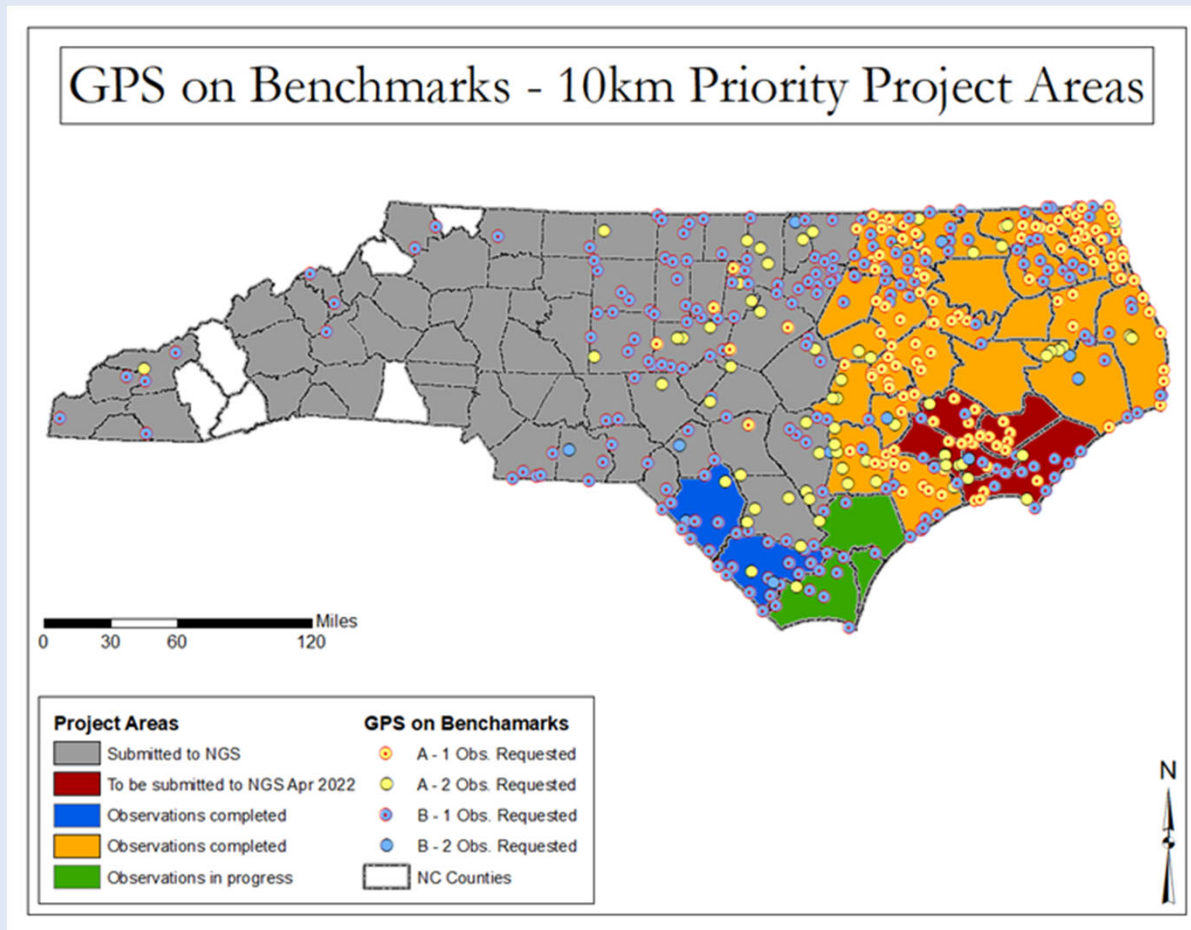 GPS on Benchmarks - 10km Priority Project Areas
Miles
0 30 60 120
Project Areas
Submitted to NGS
To be submitted to NGS Apr 2022
Observations completed
Observations completed
Observations in progress
GPS on Benchamarks
A - 1 Obs. Requested
A - 2 Obs. Requested
B - 1 Obs. Requested
B - 2 Obs. Requested
NC Counties
N